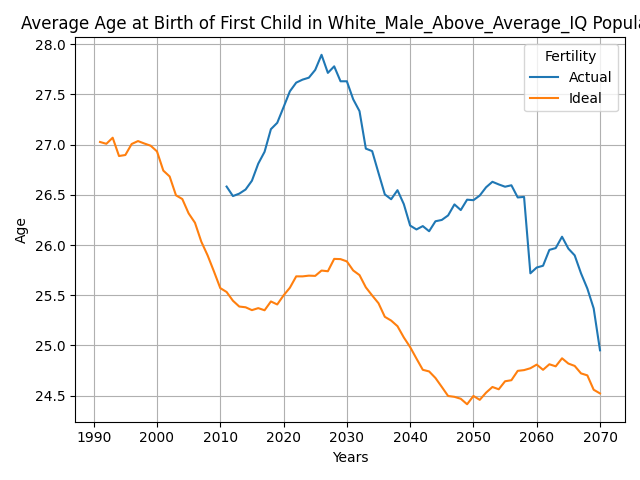 Average Age at Birth of First Child in White_Male_Above_Average_IQ Popula
28.0
27.5
27.0
26.5
26.0
25.5
25.0
24.5
Age
Fertility
Actual
Ideal
1990 2000 2010 2020 2030 2040 2050 2060 2070
Years